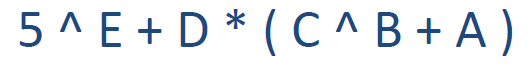 5 ^ E + D * ( C ^ B + A )